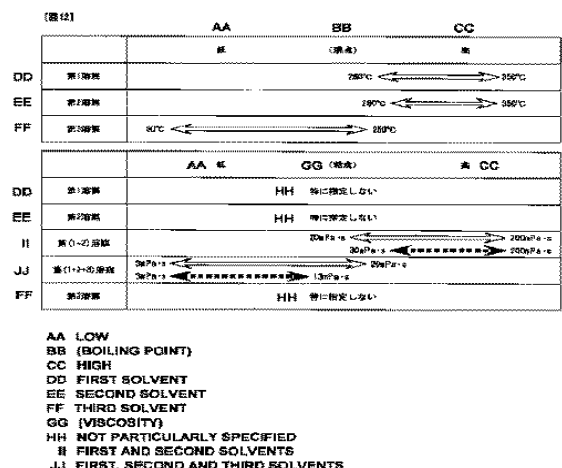 [図12]
AA BB CC
低 (沸点) 高
DD 第1溶媒 350°C
EE 第2溶媒 350°C
FF 第3溶媒 250°C
AA 低 GG (粘度) 高 CC
DD 第1溶媒 HH 特に指定しない
EE 第2溶媒 HH 特に指定しない
II 第(1+2)溶媒 20mPa·s 200mPa·s
30mPa·s 200mPa·s
JJ 第(1+2+3)溶媒 3mPa·s 20mPa·s
3mPa·s 13mPa·s
FF 第3溶媒 HH 特に指定しない
AA LOW
BB (BOILING POINT)
CC HIGH
DD FIRST SOLVENT
EE SECOND SOLVENT
FF THIRD SOLVENT
GG (VISCOSITY)
HH NOT PARTICULARLY SPECIFIED
II FIRST AND SECOND SOLVENTS
JJ FIRST, SECOND AND THIRD SOLVENTS